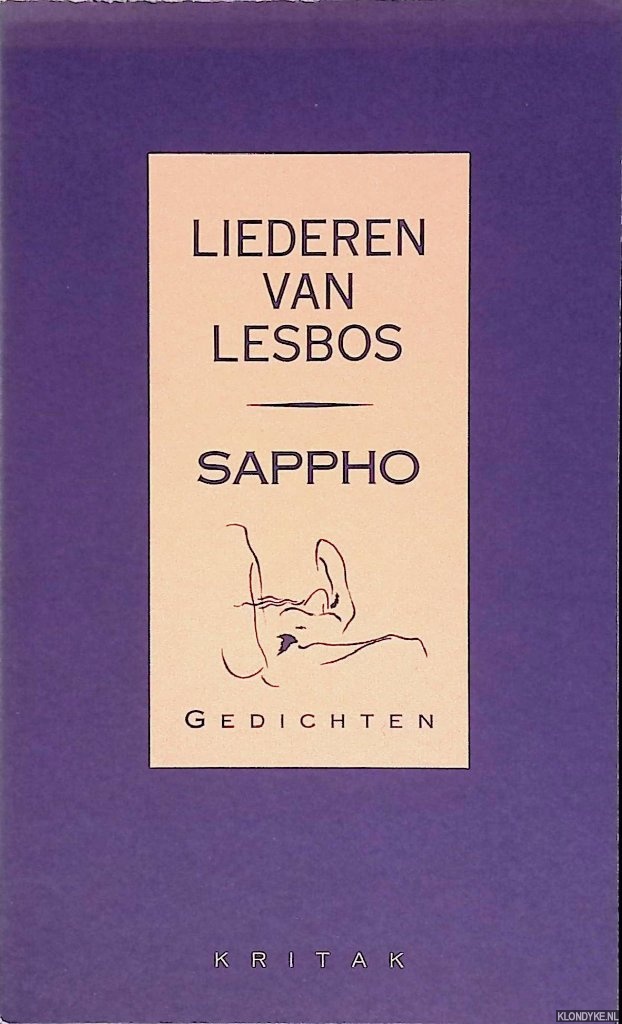 LIEDEREN
VAN
LESBOS
SAPPHO
GEDICHTEN
KRITAK
KLONDYKE.NL